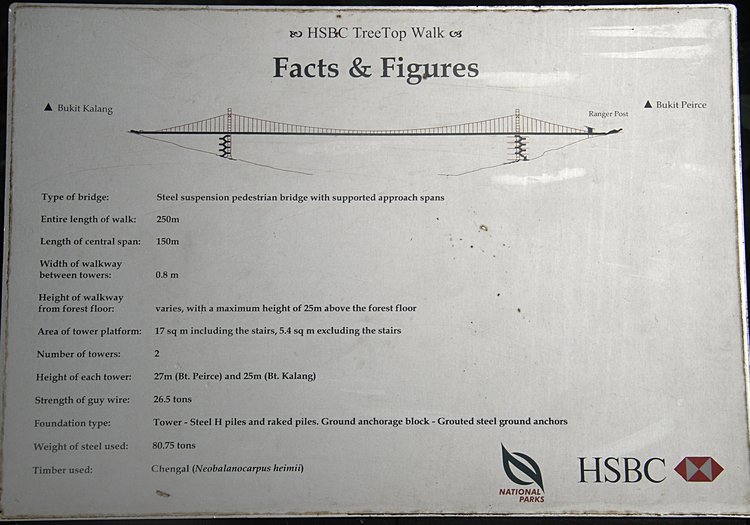 HSBC TreeTop Walk
Facts & Figures
Bukit Kalang
Bukit Peirce
Ranger Post
Type of bridge: Steel suspension pedestrian bridge with supported approach spans
Entire length of walk: 250m
Length of central span: 150m
Width of walkway
between towers: 0.8 m
Height of walkway
from forest floor: varies, with a maximum height of 25m above the forest floor
Area of tower platform: 17 sq m including the stairs, 5.4 sq m excluding the stairs
Number of towers: 2
Height of each tower: 27m (Bt. Peirce) and 25m (Bt. Kalang)
Strength of guy wire: 26.5 tons
Foundation type: Tower - Steel H piles and raked piles. Ground anchorage block - Grouted steel ground anchors
Weight of steel used: 80.75 tons
Timber used: Chengal (Neobalanocarpus heimii)
NATIONAL
PARKS
HSBC